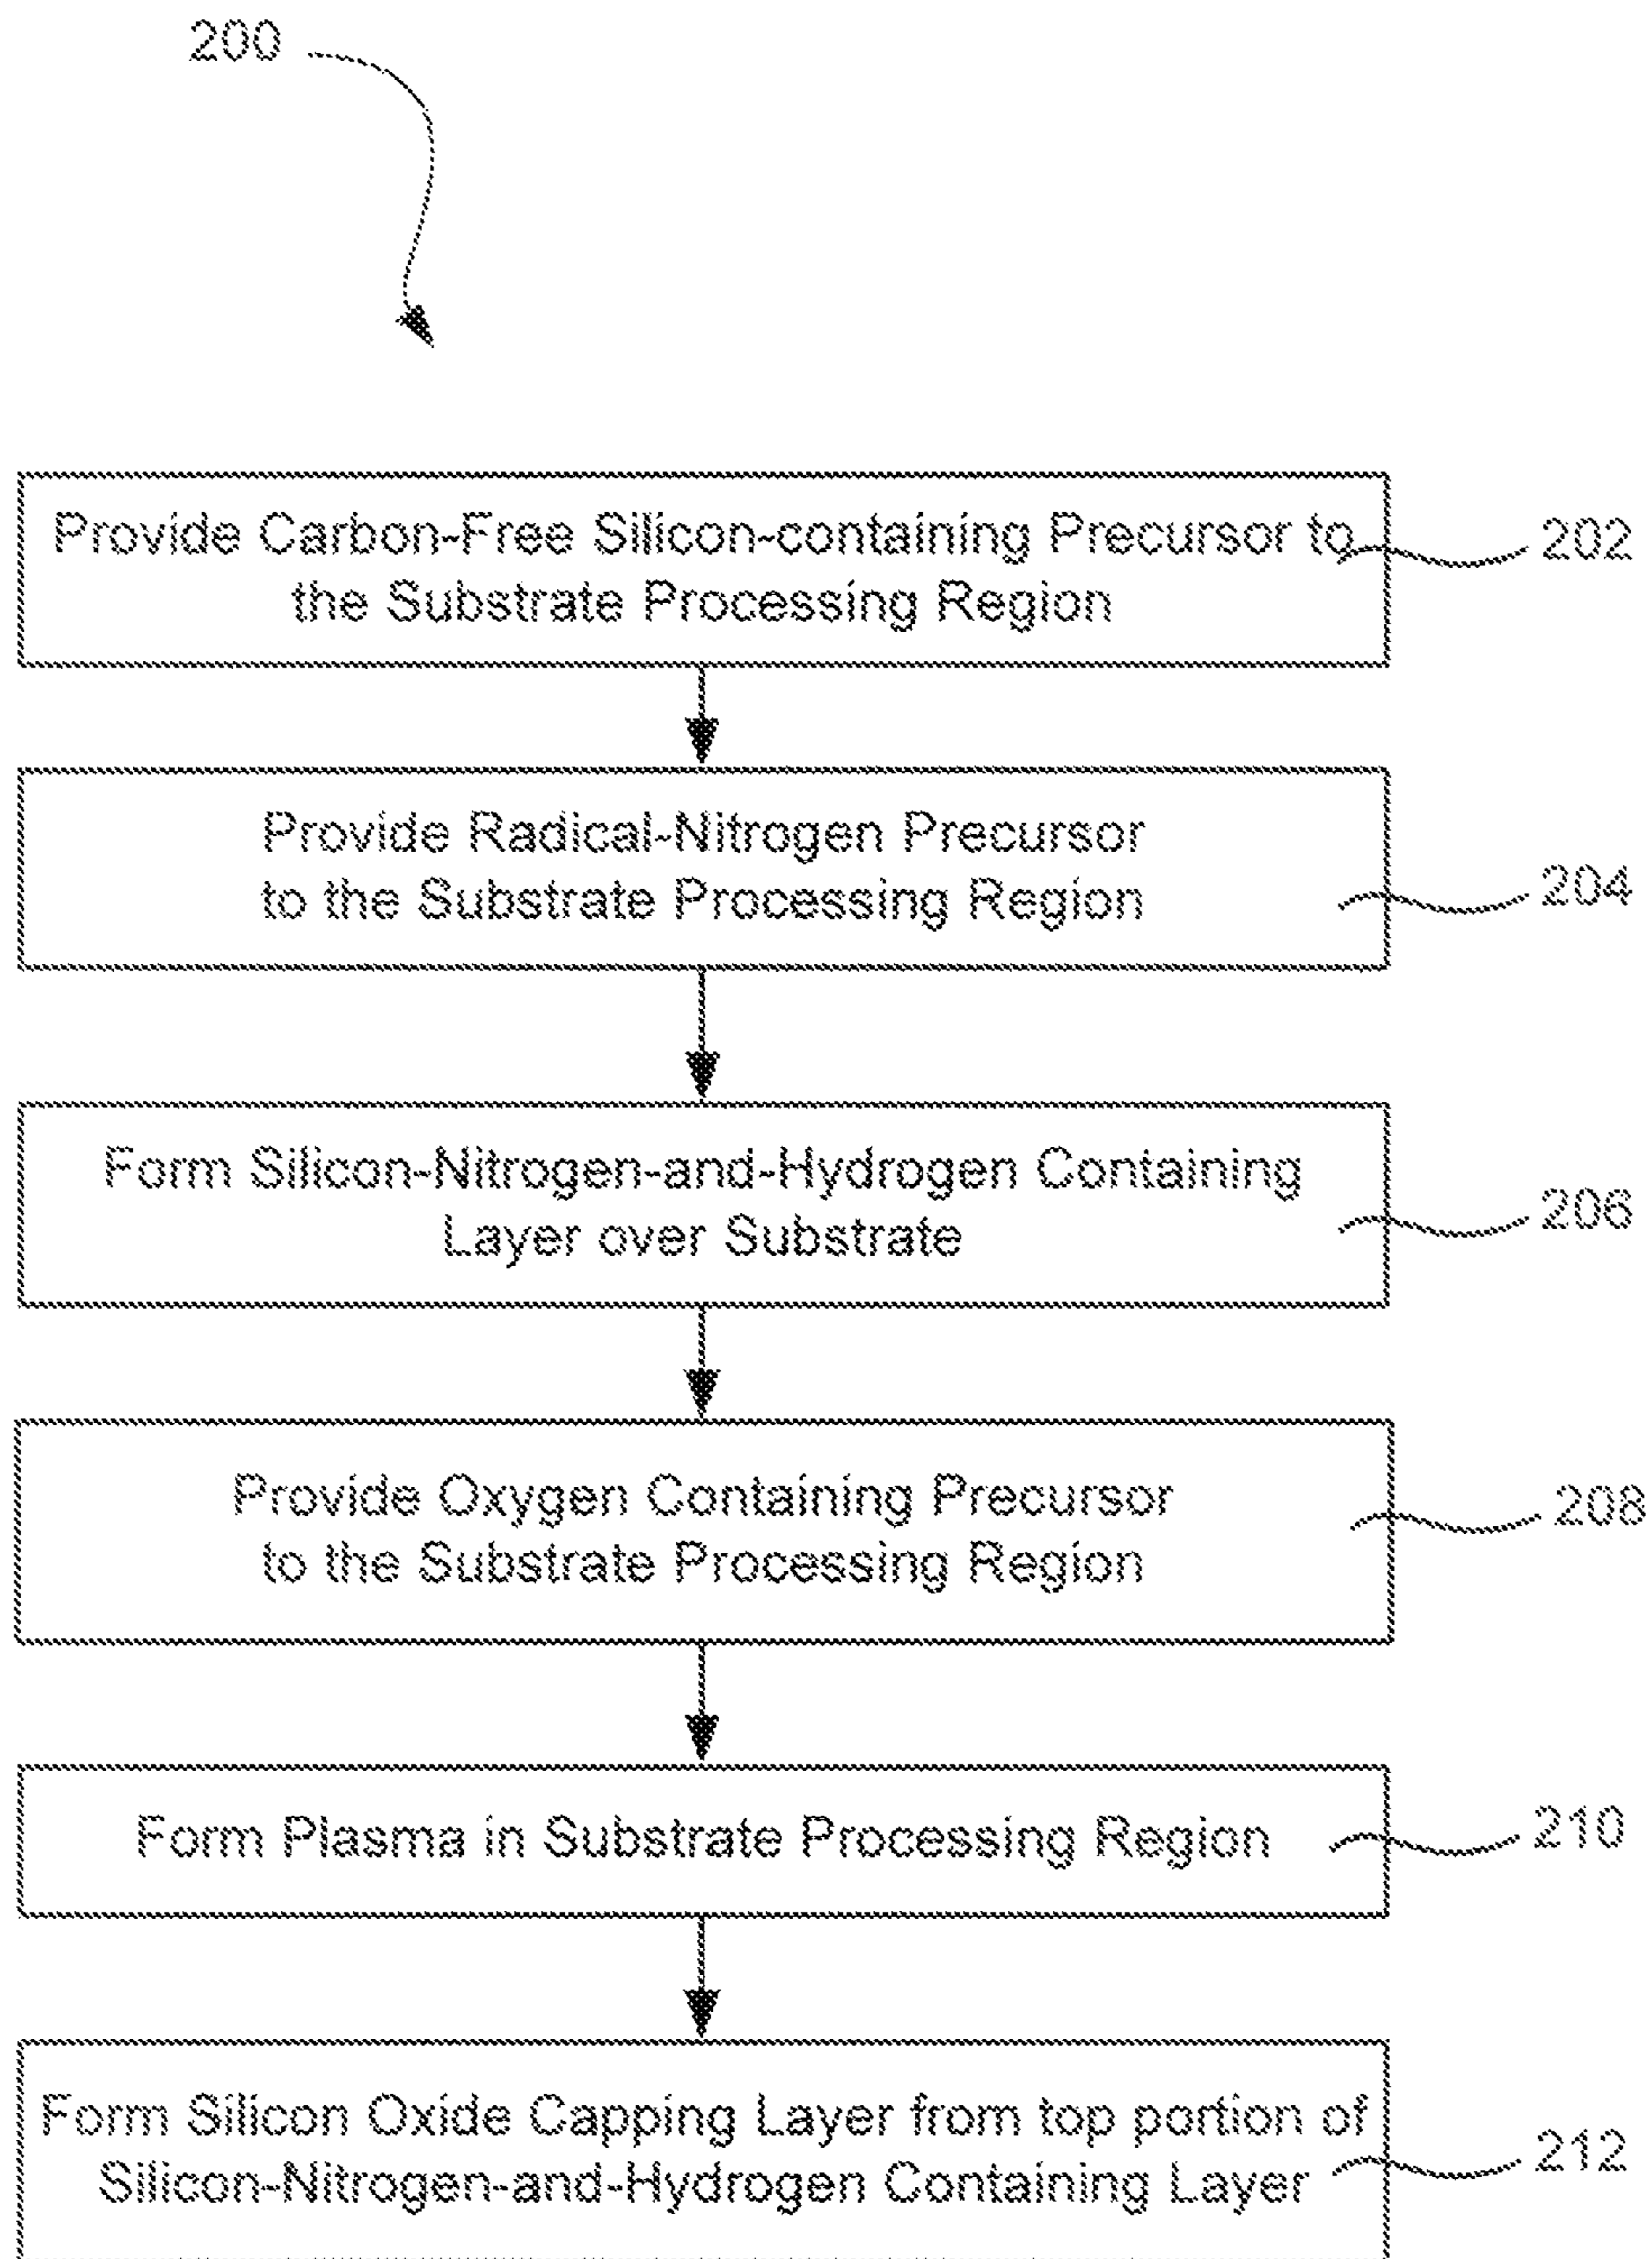 200
Provide Carbon-Free Silicon-containing Precursor to
the Substrate Processing Region
202
Provide Radical-Nitrogen Precursor
to the Substrate Processing Region
204
Form Silicon-Nitrogen-and-Hydrogen Containing
Layer over Substrate
206
Provide Oxygen Containing Precursor
to the Substrate Processing Region
208
Form Plasma in Substrate Processing Region
210
Form Silicon Oxide Capping Layer from top portion of
Silicon-Nitrogen-and-Hydrogen Containing Layer
212